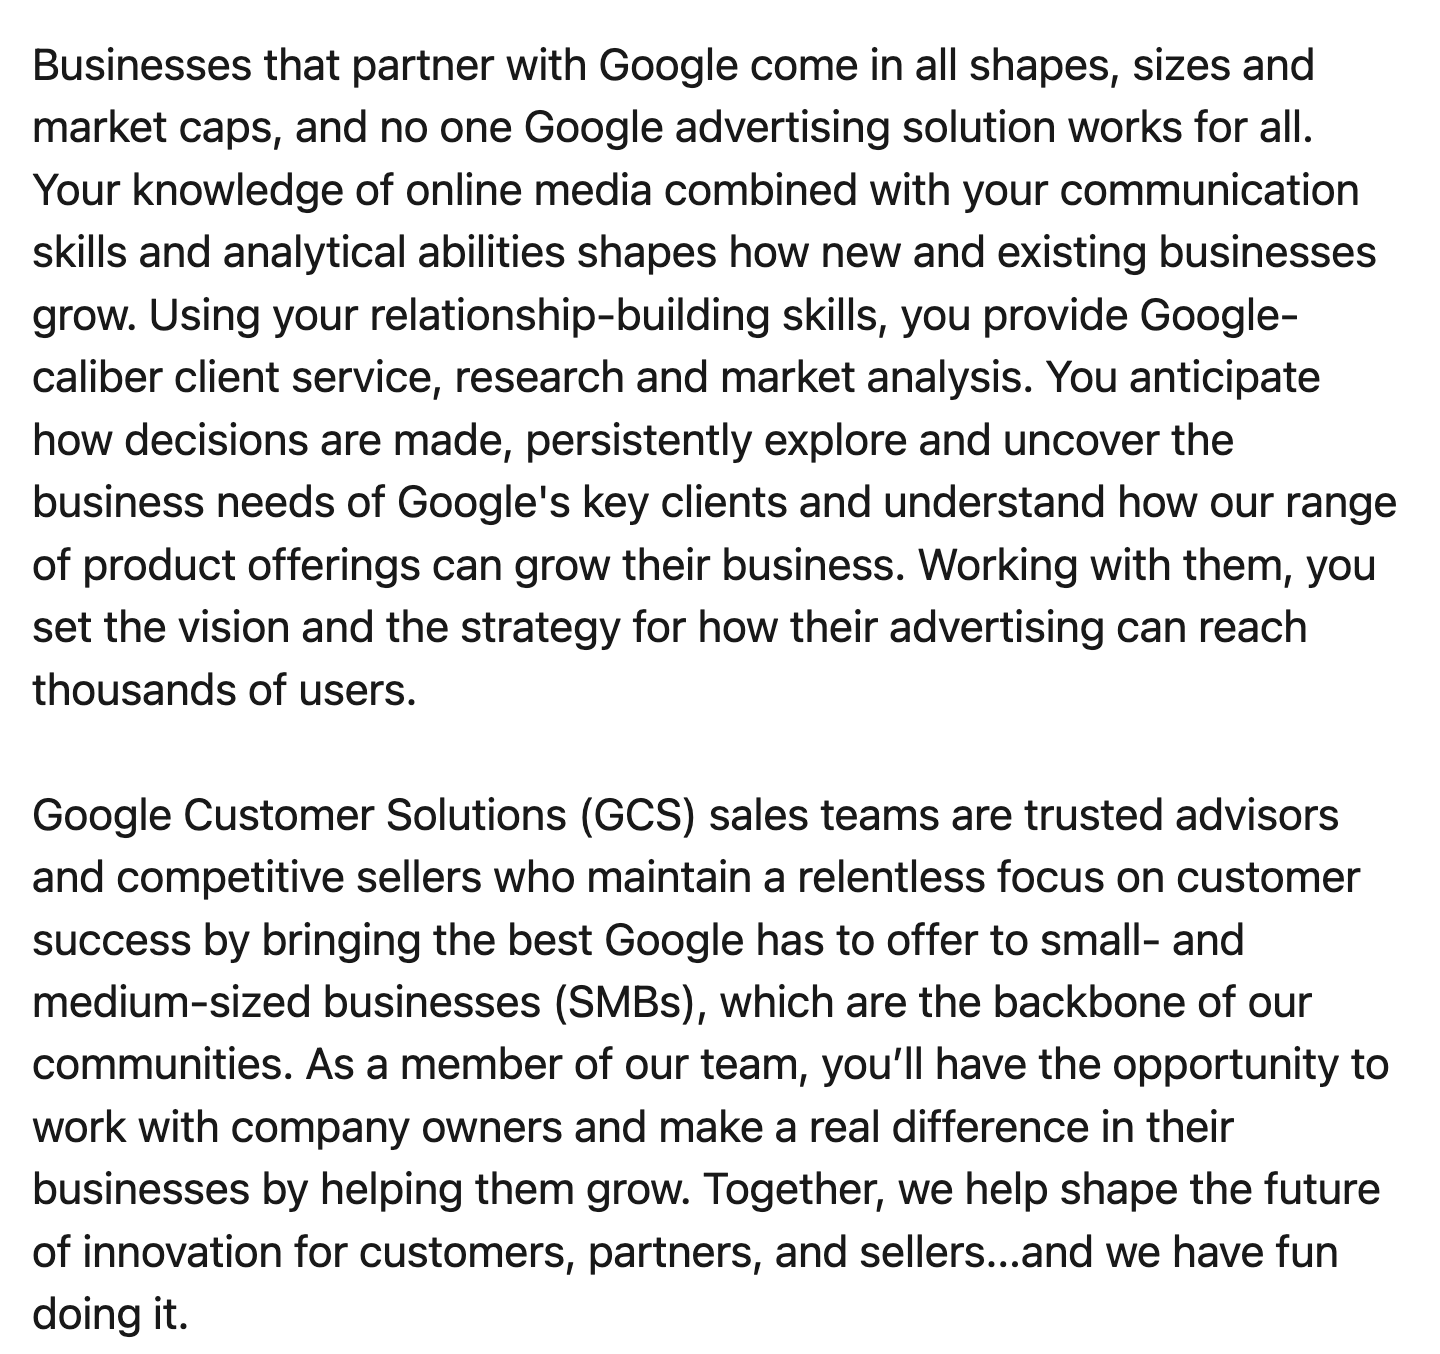 Businesses that partner with Google come in all shapes, sizes and
market caps, and no one Google advertising solution works for all.
Your knowledge of online media combined with your communication
skills and analytical abilities shapes how new and existing businesses
grow. Using your relationship-building skills, you provide Google-
caliber client service, research and market analysis. You anticipate
how decisions are made, persistently explore and uncover the
business needs of Google's key clients and understand how our range
of product offerings can grow their business. Working with them, you
set the vision and the strategy for how their advertising can reach
thousands of users.
Google Customer Solutions (GCS) sales teams are trusted advisors
and competitive sellers who maintain a relentless focus on customer
success by bringing the best Google has to offer to small- and
medium-sized businesses (SMBs), which are the backbone of our
communities. As a member of our team, you’ll have the opportunity to
work with company owners and make a real difference in their
businesses by helping them grow. Together, we help shape the future
of innovation for customers, partners, and sellers...and we have fun
doing it.